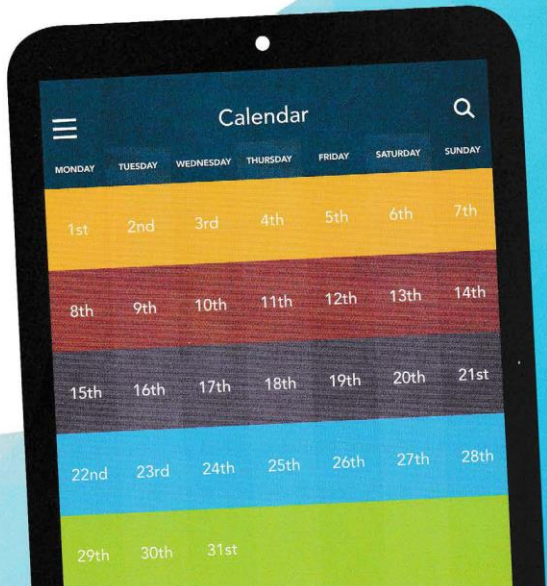 Calendar
MONDAY TUESDAY WEDNESDAY THURSDAY FRIDAY SATURDAY SUNDAY
1st 2nd 3rd 4th 5th 6th 7th
8th 9th 10th 11th 12th 13th 14th
15th 16th 17th 18th 19th 20th 21st
22nd 23rd 24th 25th 26th 27th 28th
29th 30th 31st